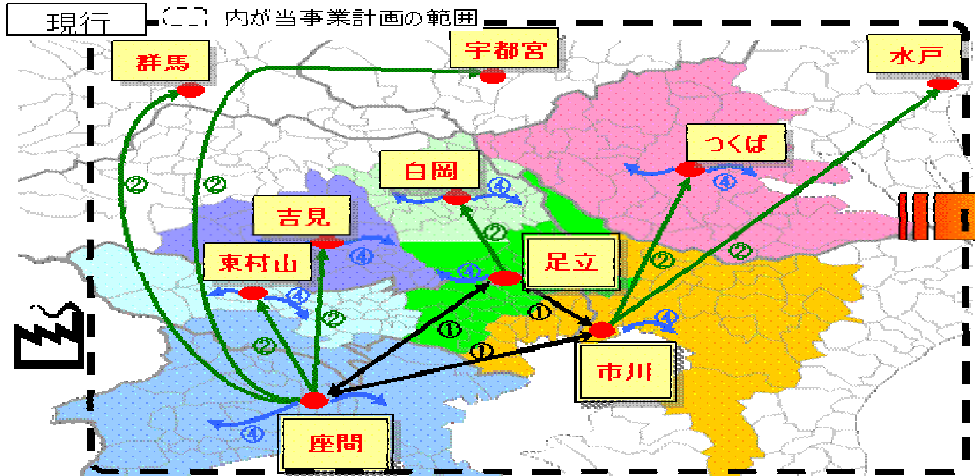 現行
内が当事業計画の範囲
群馬
宇都宮
水戸
つくば
白岡
吉見
東村山
足立
市川
座間
②
②
④
②
④
④
②
②
④
④
②
②
①
①
①
④
④